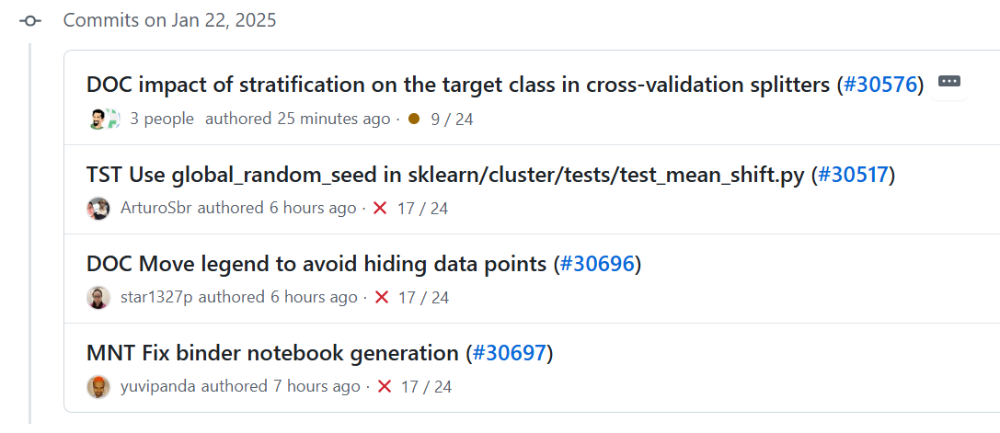 Commits on Jan 22, 2025
DOC impact of stratification on the target class in cross-validation splitters (#30576)
3 people authored 25 minutes ago · 9 / 24
TST Use global_random_seed in sklearn/cluster/tests/test_mean_shift.py (#30517)
ArturoSbr authored 6 hours ago · 17 / 24
DOC Move legend to avoid hiding data points (#30696)
star1327p authored 6 hours ago · 17 / 24
MNT Fix binder notebook generation (#30697)
yuvipanda authored 7 hours ago · 17 / 24